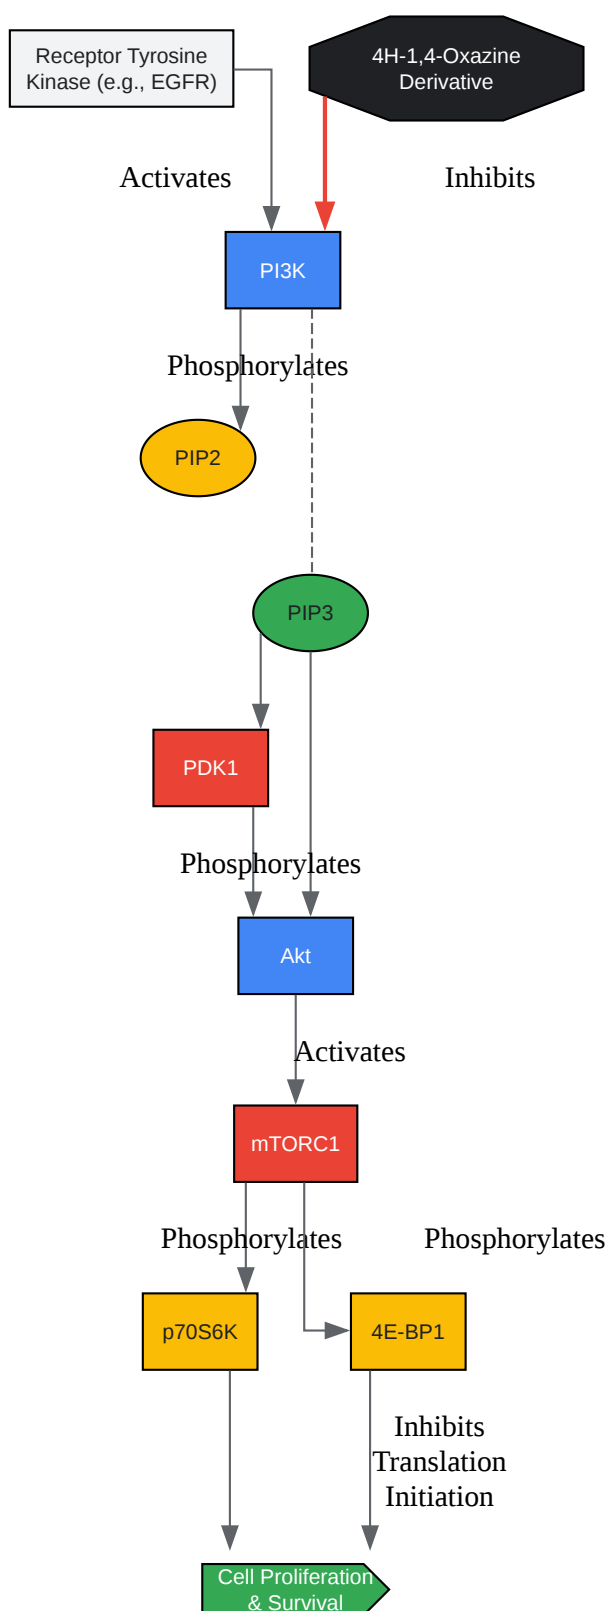 Receptor Tyrosine
Kinase (e.g., EGFR)
4H-1,4-Oxazine
Derivative
Activates
Inhibits
PI3K
Phosphorylates
PIP2
PIP3
PDK1
Phosphorylates
Akt
Activates
mTORC1
Phosphorylates
Phosphorylates
p70S6K
4E-BP1
Inhibits
Translation
Initiation
Cell Proliferation
& Survival